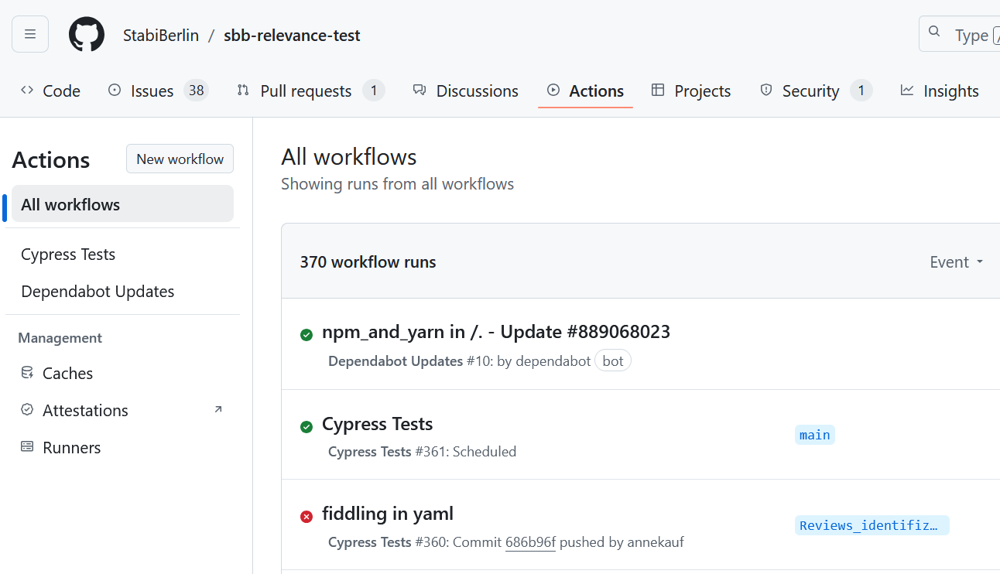 StabiBerlin / sbb-relevance-test
Type /
Code Issues 38 Pull requests 1 Discussions Actions Projects Security 1 Insights
Actions New workflow
All workflows
Cypress Tests
Dependabot Updates
Management
Caches
Attestations
Runners
All workflows
Showing runs from all workflows
370 workflow runs Event
npm_and_yarn in /. - Update #889068023
Dependabot Updates #10: by dependabot bot
Cypress Tests
Cypress Tests #361: Scheduled main
fiddling in yaml
Cypress Tests #360: Commit 686b96f pushed by annekauf Reviews_identifiz…